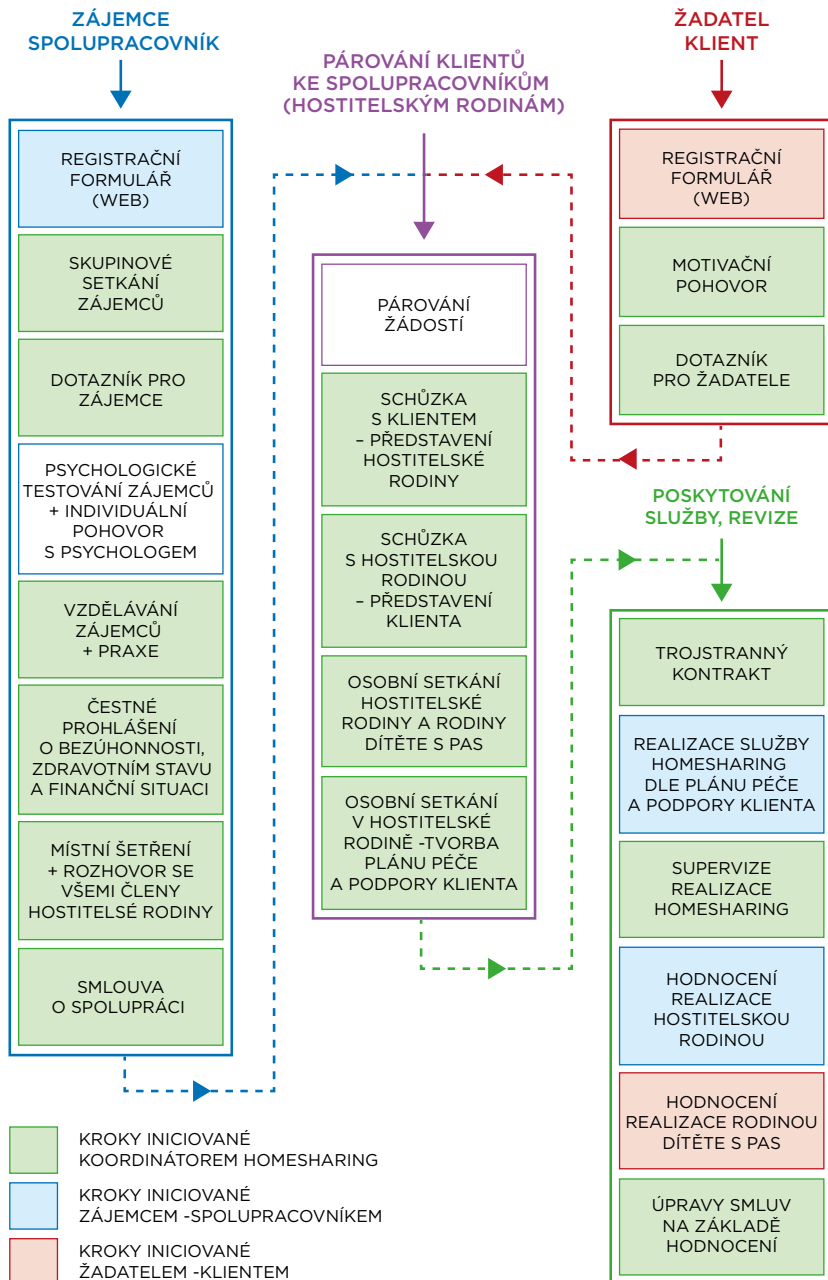 ZÁJEMCE
SPOLUPRACOVNÍK
REGISTRAČNÍ
FORMULÁŘ
(WEB)
SKUPINOVÉ
SETKÁNÍ
ZÁJEMCŮ
DOTAZNÍK PRO
ZÁJEMCE
PSYCHOLOGICKÉ
TESTOVÁNÍ ZÁJEMCŮ
+ INDIVIDUÁLNÍ
POHOVOR
S PSYCHOLOGEM
VZDĚLÁVÁNÍ
ZÁJEMCŮ
+ PRAXE
ČESTNÉ
PROHLÁŠENÍ
O BEZÚHONNOSTI,
ZDRAVOTNÍM STAVU
A FINANČNÍ SITUACI
MÍSTNÍ ŠETŘENÍ
+ ROZHOVOR SE
VŠEMI ČLENY
HOSTITELSÉ RODINY
SMLOUVA
O SPOLUPRÁCI
PÁROVÁNÍ KLIENTŮ
KE SPOLUPRACOVNÍKŮM
(HOSTITELSKÝM RODINÁM)
PÁROVÁNÍ
ŽÁDOSTÍ
SCHŮZKA
S KLIENTEM
– PŘEDSTAVENÍ
HOSTITELSKÉ
RODINY
SCHŮZKA
S HOSTITELSKOU
RODINOU
– PŘEDSTAVENÍ
KLIENTA
OSOBNÍ SETKÁNÍ
HOSTITELSKÉ
RODINY A RODINY
DÍTĚTE S PAS
OSOBNÍ SETKÁNÍ
V HOSTITELSKÉ
RODINĚ -TVORBA
PLÁNU PÉČE
A PODPORY KLIENTA
ŽADATEL
KLIENT
REGISTRAČNÍ
FORMULÁŘ
(WEB)
MOTIVAČNÍ
POHOVOR
DOTAZNÍK
PRO ŽADATELE
POSKYTOVÁNÍ
SLUŽBY, REVIZE
TROJSTRANNÝ
KONTRAKT
REALIZACE SLUŽBY
HOMESHARING
DLE PLÁNU PÉČE
A PODPORY KLIENTA
SUPERVIZE
REALIZACE
HOMESHARING
HODNOCENÍ
REALIZACE
HOSTITELSKOU
RODINOU
HODNOCENÍ
REALIZACE RODINOU
DÍTĚTE S PAS
ÚPRAVY SMLUV
NA ZÁKLADĚ
HODNOCENÍ
KROKY INICIOVANÉ
KOORDINÁTOREM HOMESHARING
KROKY INICIOVANÉ
ZÁJEMCEM -SPOLUPRACOVNÍKEM
KROKY INICIOVANÉ
ŽADATELEM -KLIENTEM